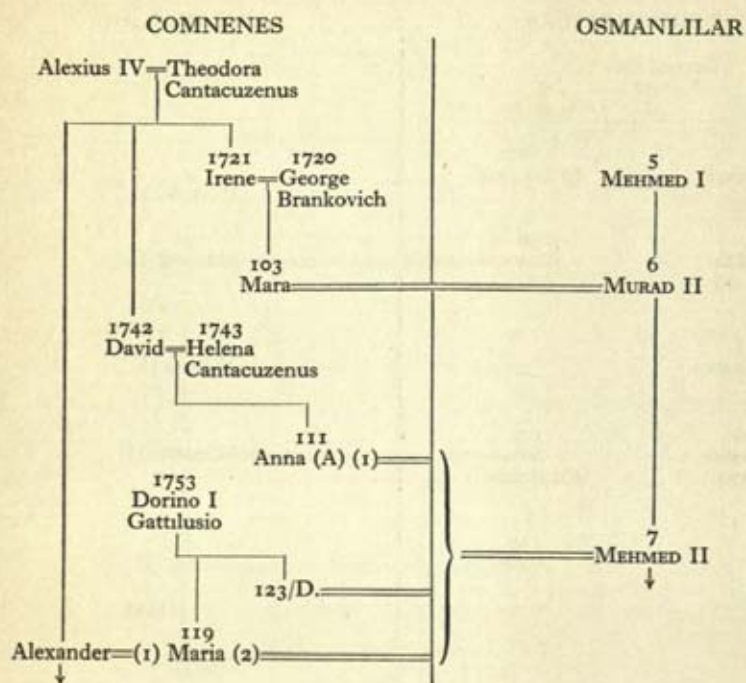 COMNENES
OSMANLILAR
Alexius IV Theodora
Cantacuzenus
1721 1720
Irene George
Brankovich
5
MEHMED I
103
Mara
6
MURAD II
1742 1743
David Helena
Cantacuzenus
111
Anna (A) (1)
1753
Dorino I
Gattilusio
7
MEHMED II
123/D.
119
Alexander (1) Maria (2)